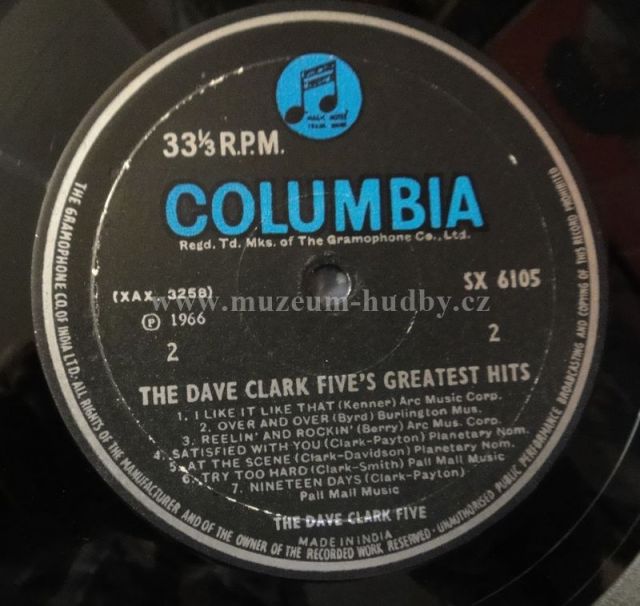 MAGIC NOTES
TRADE MARK
33⅓ R.P.M.
COLUMBIA
Regd. Td. Mks. of The Gramophone Co., Ltd.
(XAX 3258)
SX 6105
www.muzeum-hudby.cz
Ⓟ 1966
2
2
THE DAVE CLARK FIVE'S GREATEST HITS
1. I LIKE IT LIKE THAT (Kenner) Arc Music Corp.
2. OVER AND OVER (Byrd) Burlington Mus.
3. REELIN' AND ROCKIN' (Berry) Arc Mus. Corp.
4. SATISFIED WITH YOU (Clark-Payton) Planetary Nom.
5. AT THE SCENE (Clark-Davidson) Planetary Nom.
6. TRY TOO HARD (Clark-Smith) Pall Mall Music
7. NINETEEN DAYS (Clark-Payton)
Pall Mall Music
THE DAVE CLARK FIVE
MADE IN INDIA
THE GRAMOPHONE CO. OF INDIA LTD: ALL RIGHTS OF THE MANUFACTURER AND OF THE OWNER OF THE RECORDED WORK RESERVED - UNAUTHORISED PUBLIC PERFORMANCE BROADCASTING AND COPYING OF THIS RECORD PROHIBITED